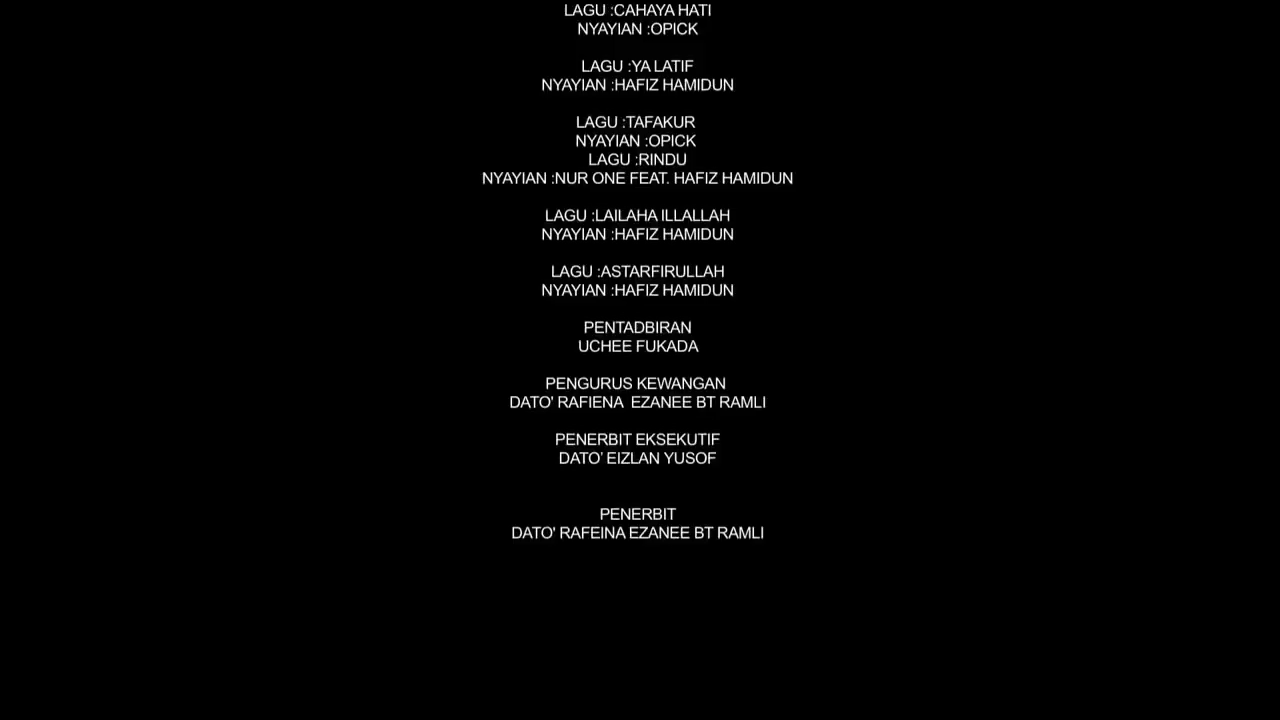 LAGU :CAHAYA HATI
NYAYIAN :OPICK
LAGU :YA LATIF
NYAYIAN :HAFIZ HAMIDUN
LAGU :TAFAKUR
NYAYIAN :OPICK
LAGU :RINDU
NYAYIAN :NUR ONE FEAT. HAFIZ HAMIDUN
LAGU :LAILAHA ILLALLAH
NYAYIAN :HAFIZ HAMIDUN
LAGU :ASTARFIRULLAH
NYAYIAN :HAFIZ HAMIDUN
PENTADBIRAN
UCHEE FUKADA
PENGURUS KEWANGAN
DATO' RAFIENA  EZANEE BT RAMLI
PENERBIT EKSEKUTIF
DATO' EIZLAN YUSOF
PENERBIT
DATO' RAFEINA EZANEE BT RAMLI